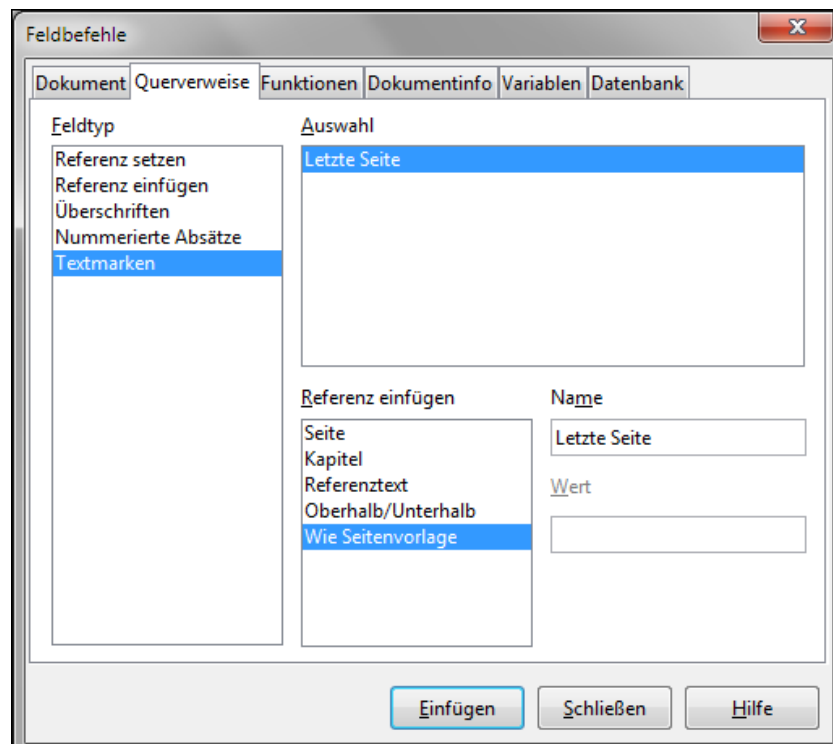 Feldbefehle
Dokument Querverweise Funktionen Dokumentinfo Variablen Datenbank
Feldtyp
Referenz setzen
Referenz einfügen
Überschriften
Nummerierte Absätze
Textmarken
Auswahl
Letzte Seite
Referenz einfügen
Seite
Kapitel
Referenztext
Oberhalb/Unterhalb
Wie Seitenvorlage
Name
Letzte Seite
Wert
Einfügen Schließen Hilfe